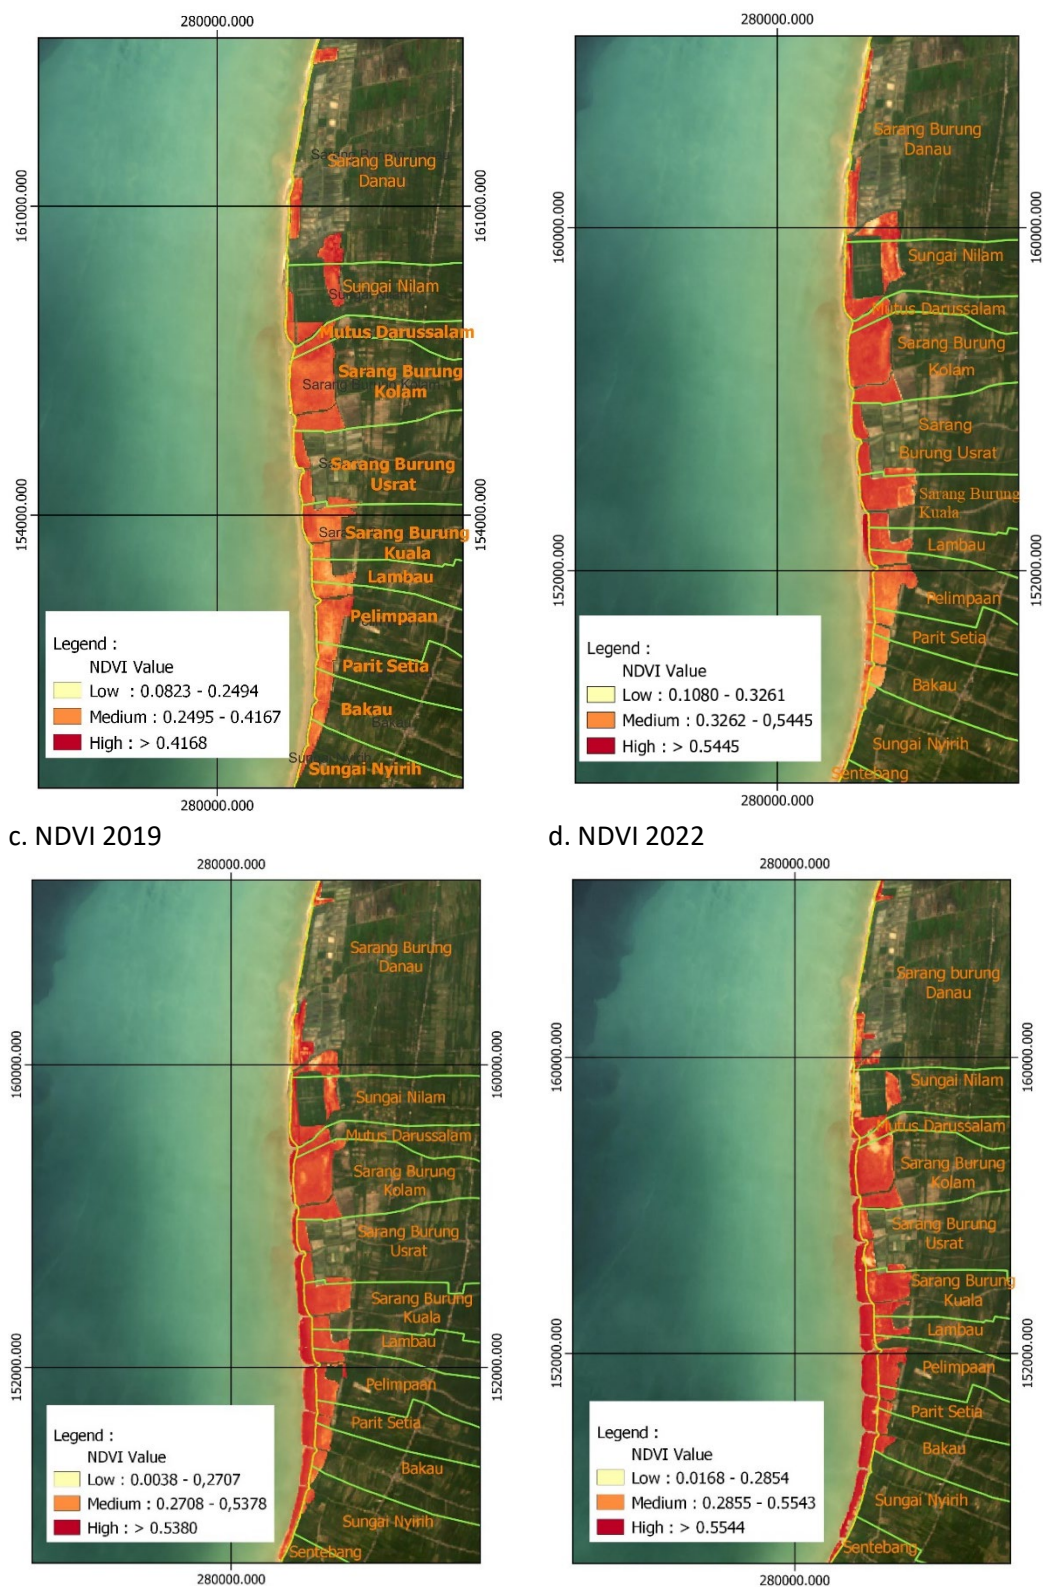 280000.000
161000.000
161000.000
Sarang Burung
Danau
Sungai Nilam
Sungai Nilam
Mutus Darussalam
Sarang Burung
Kolam
Sarang Burung Kolam
Sarang Burung
Usrat
154000.000
154000.000
Sarang Burung
Kuala
Lambau
Pelimpaan
Parit Setia
Bakau
Bakau
Sungai Nyirih
Legend :
NDVI Value
Low : 0.0823 - 0.2494
Medium : 0.2495 - 0.4167
High : > 0.4168
280000.000
280000.000
Sarang Burung
Danau
160000.000
160000.000
Sungai Nilam
Mutus Darussalam
Sarang Burung
Kolam
Sarang
Burung Usrat
Sarang Burung
Kuala
Lambau
152000.000
152000.000
Pelimpaan
Parit Setia
Bakau
Sungai Nyirih
Sentebang
Legend :
NDVI Value
Low : 0.1080 - 0.3261
Medium : 0.3262 - 0,5445
High : > 0.5445
280000.000
c. NDVI 2019
d. NDVI 2022
280000.000
Sarang Burung
Danau
160000.000
160000.000
Sungai Nilam
Mutus Darussalam
Sarang Burung
Kolam
Sarang Burung
Usrat
Sarang Burung
Kuala
Lambau
152000.000
152000.000
Pelimpaan
Parit Setia
Bakau
Sungai Nyirih
Sentebang
Legend :
NDVI Value
Low : 0.0038 - 0,2707
Medium : 0.2708 - 0,5378
High : > 0.5380
280000.000
280000.000
Sarang burung
Danau
160000.000
160000.000
Sungai Nilam
Mutus Darussalam
Sarang Burung
Kolam
Sarang Burung
Usrat
Sarang Burung
Kuala
Lambau
152000.000
152000.000
Pelimpaan
Parit Setia
Bakau
Sungai Nyirih
Sentebang
Legend :
NDVI Value
Low : 0.0168 - 0.2854
Medium : 0.2855 - 0.5543
High : > 0.5544
280000.000